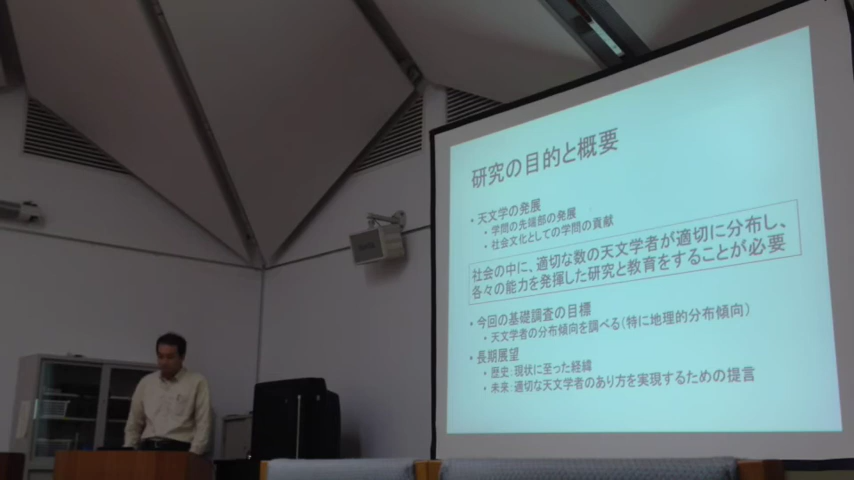 研究の目的と概要
• 天文学の発展
• 学問の先端部の発展
• 社会文化としての学問の貢献
社会の中に、適切な数の天文学者が適切に分布し、
各々の能力を発揮した研究と教育をすることが必要
• 今回の基礎調査の目標
• 天文学者の分布傾向を調べる(特に地理的分布傾向)
• 長期展望
• 歴史:現状に至った経緯
• 未来:適切な天文学者のあり方を実現するための提言